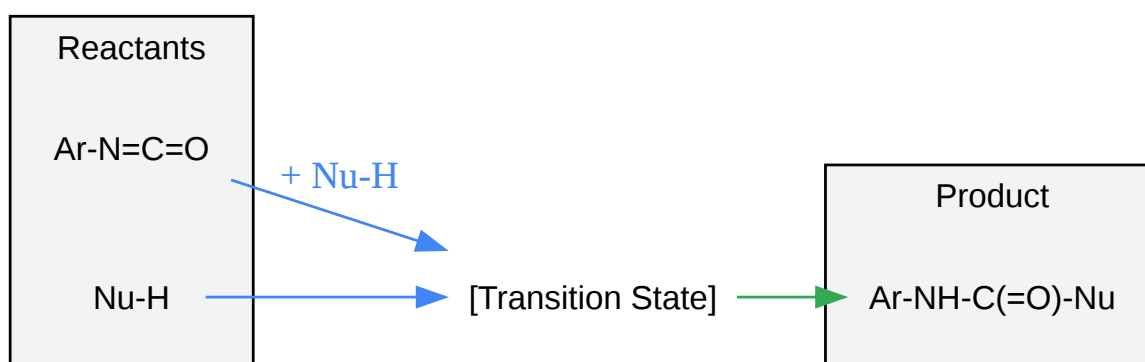 Reactants
Ar-N=C=O
+ Nu-H
Nu-H
[Transition State]
Product
Ar-NH-C(=O)-Nu